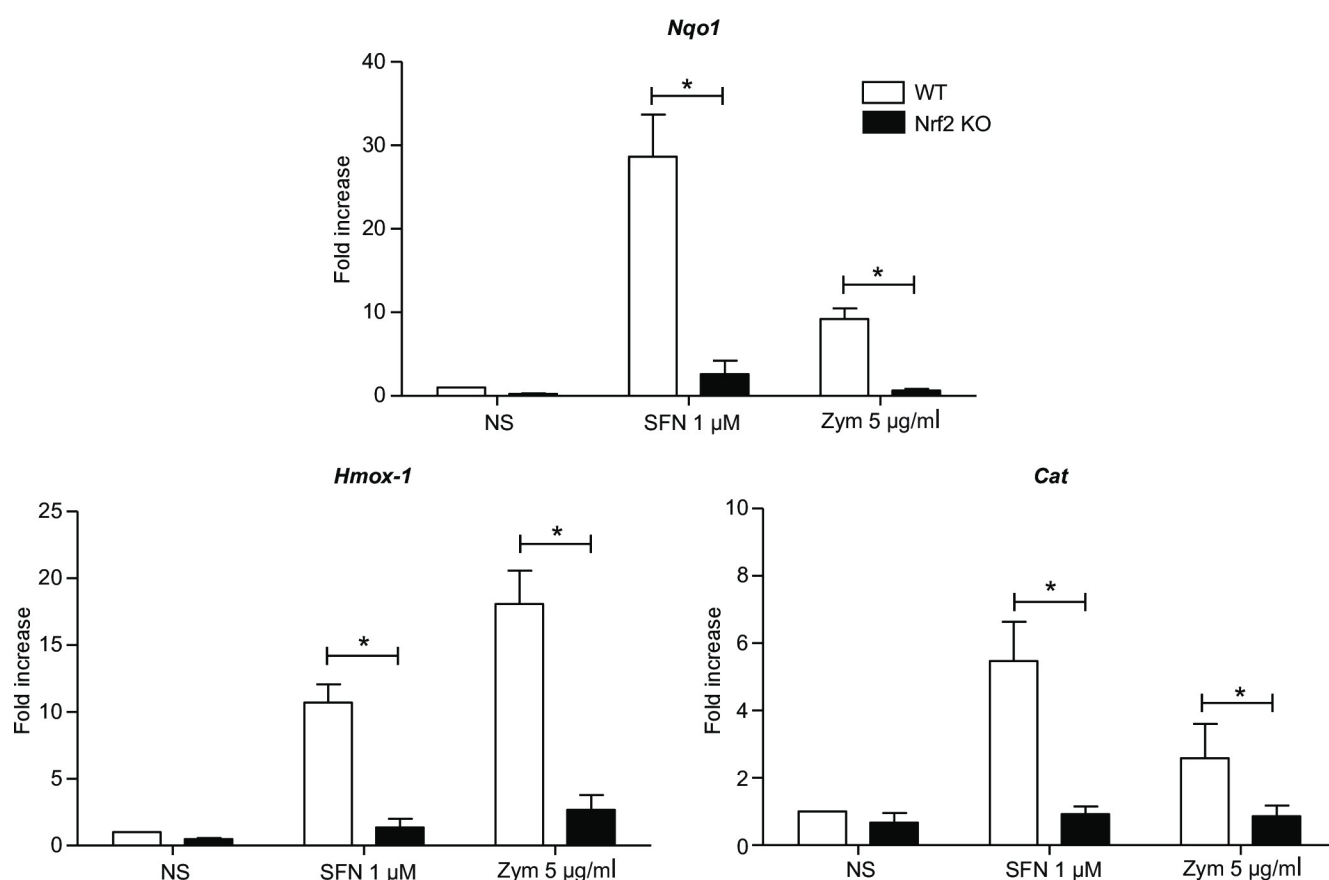 Nqo1
40
30
20
10
0
Fold increase
*
*
WT
Nrf2 KO
NS
SFN 1 µM
Zym 5 µg/ml
Hmox-1
25
20
15
10
5
0
Fold increase
*
*
NS
SFN 1 µM
Zym 5 µg/ml
Cat
10
8
6
4
2
0
Fold increase
*
*
NS
SFN 1 µM
Zym 5 µg/ml